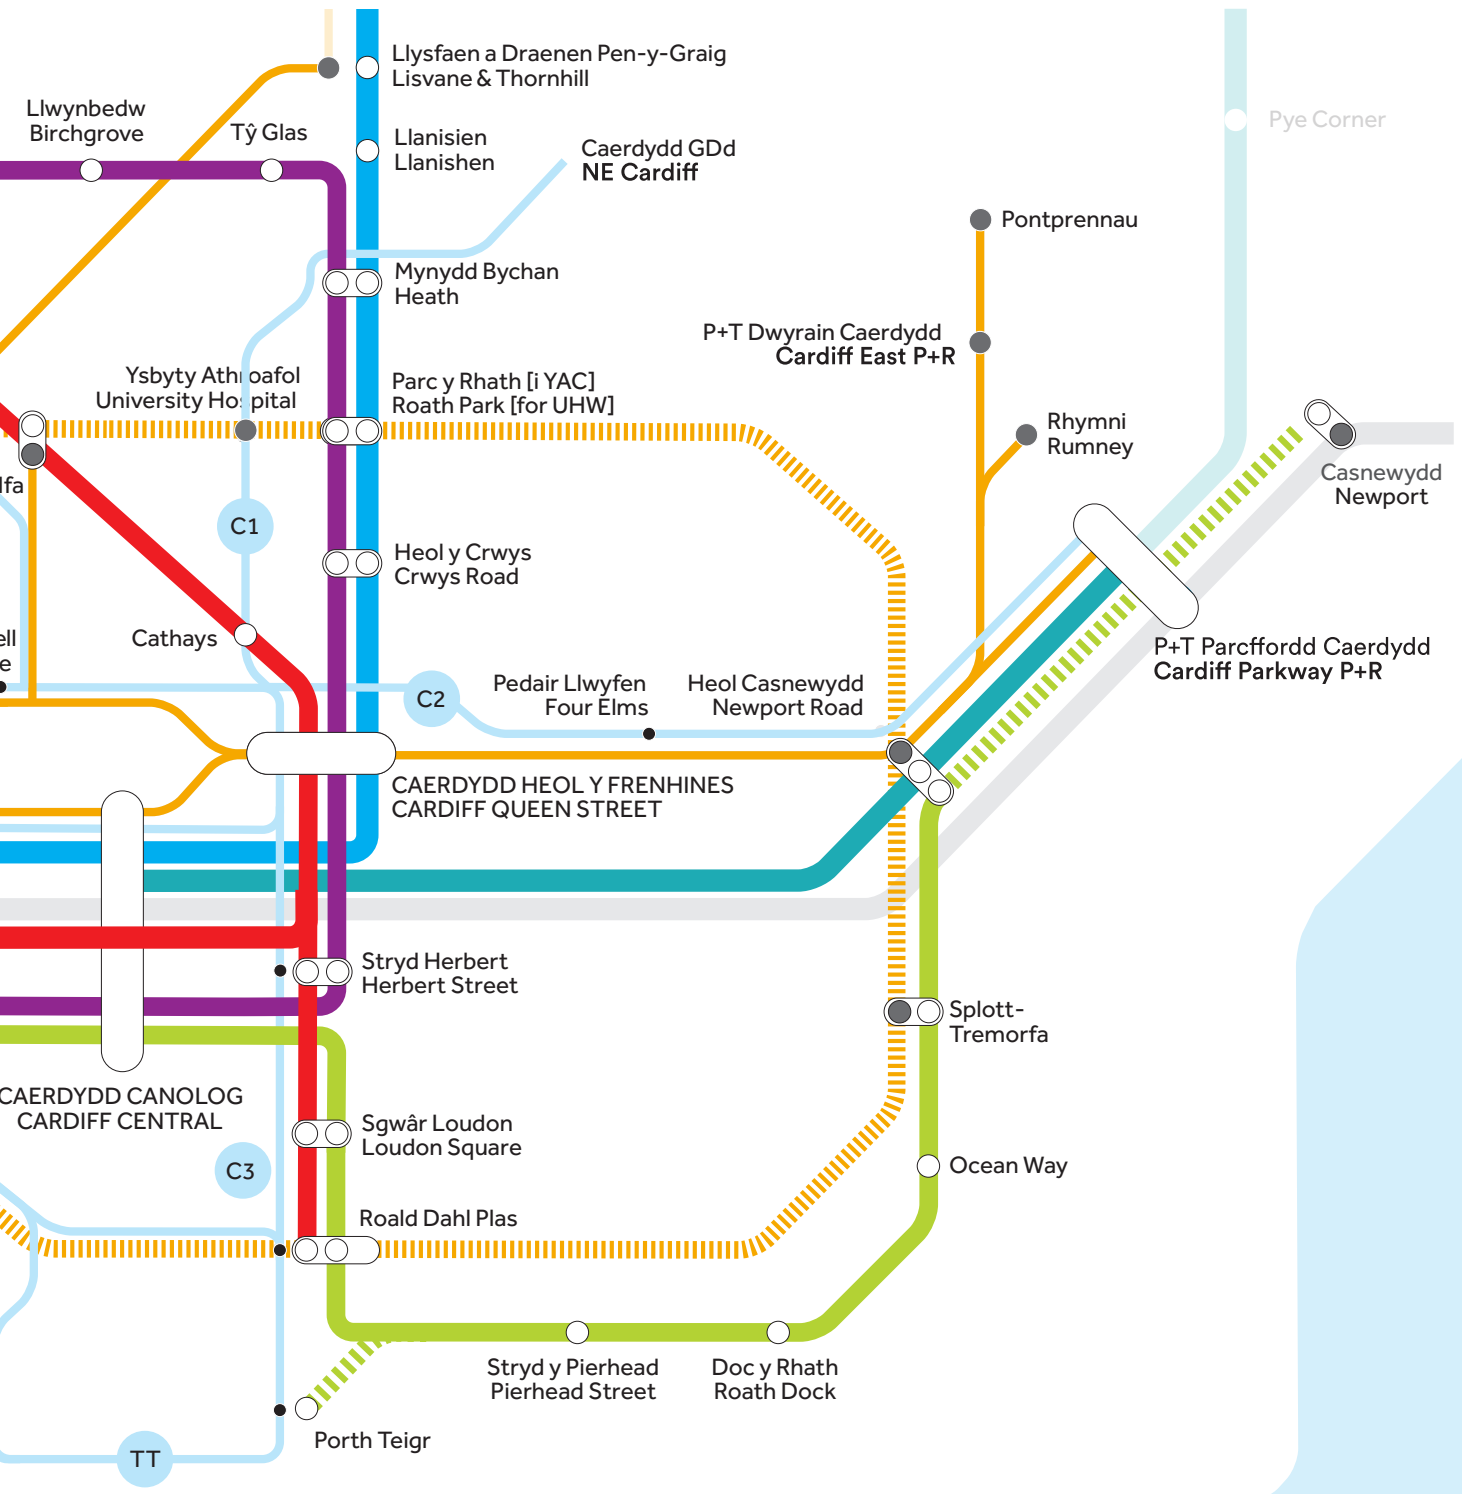 Llysfaen a Draenen Pen-y-Graig
Lisvane & Thornhill
Llwynbedw
Birchgrove
Tŷ Glas
Llanisien
Llanishen
Caerdydd GDd
NE Cardiff
Pye Corner
Pontprennau
Mynydd Bychan
Heath
P+T Dwyrain Caerdydd
Cardiff East P+R
Ysbyty Athroafol
University Hospital
Parc y Rhath [i YAC]
Roath Park [for UHW]
Rhymni
Rumney
Casnewydd
Newport
lfa
C1
Heol y Crwys
Crwys Road
Cathays
ell
e
C2
Pedair Llwyfen
Four Elms
Heol Casnewydd
Newport Road
P+T Parcffordd Caerdydd
Cardiff Parkway P+R
CAERDYDD HEOL Y FRENHINES
CARDIFF QUEEN STREET
Stryd Herbert
Herbert Street
Splott-
Tremorfa
CAERDYDD CANOLOG
CARDIFF CENTRAL
Sgwâr Loudon
Loudon Square
C3
Ocean Way
Roald Dahl Plas
Stryd y Pierhead
Pierhead Street
Doc y Rhath
Roath Dock
Porth Teigr
TT